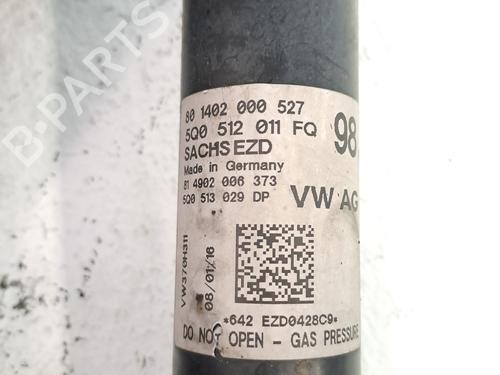 80 1402 000 527
5Q0 512 011 FQ
98
SACHS EZD
Made in Germany
81 4902 006 373
VW AG
5Q0 513 029 DP
VW370H311
08/01/16
*642 EZD0428C9*
DO NOT OPEN - GAS PRESSURE
B-PARTS